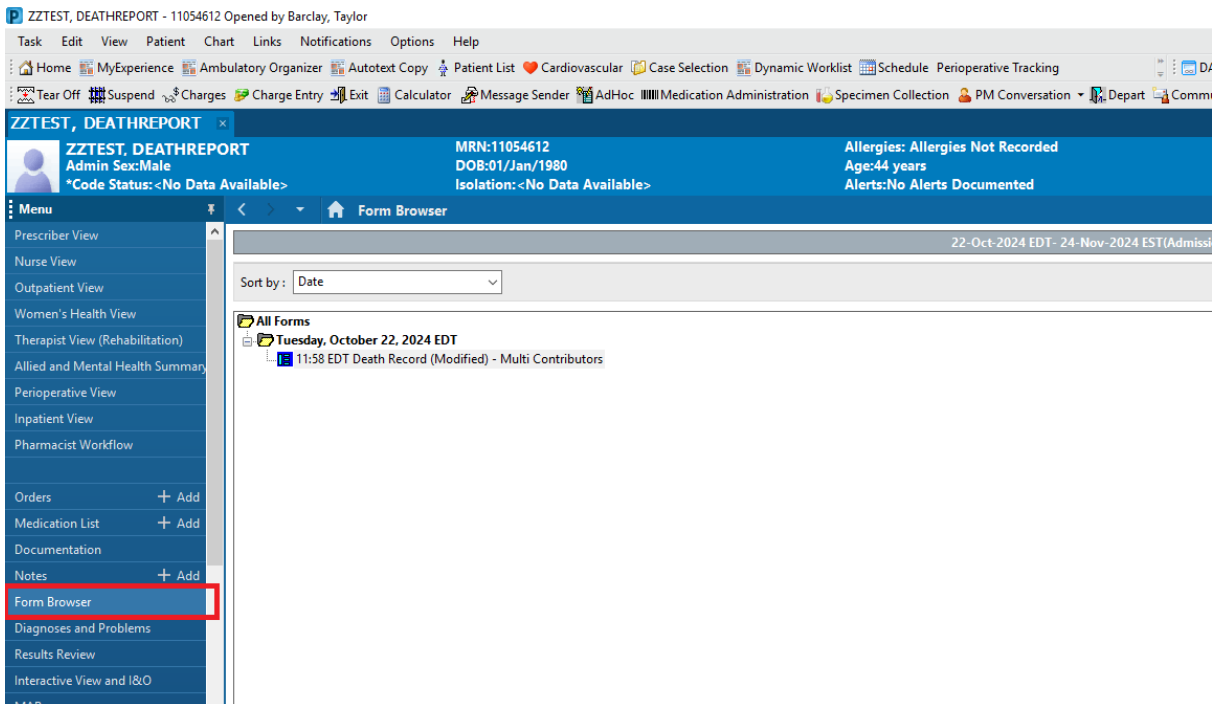 ZZTEST, DEATHREPORT - 11054612 Opened by Barclay, Taylor
Task Edit View Patient Chart Links Notifications Options Help
Home MyExperience Ambulatory Organizer Autotext Copy Patient List Cardiovascular Case Selection Dynamic Worklist Schedule Perioperative Tracking
Tear Off Suspend Charges Charge Entry Exit Calculator Message Sender AdHoc Medication Administration Specimen Collection PM Conversation Depart
ZZTEST, DEATHREPORT
ZZTEST, DEATHREPORT MRN:11054612 Allergies: Allergies Not Recorded
Admin Sex:Male DOB:01/Jan/1980 Age:44 years
*Code Status:<No Data Available> Isolation:<No Data Available> Alerts:No Alerts Documented
Menu Form Browser
Prescriber View
22-Oct-2024 EDT- 24-Nov-2024 EST(Admissi
Nurse View
Outpatient View
Sort by : Date
Women's Health View
All Forms
Therapist View (Rehabilitation)
Tuesday, October 22, 2024 EDT
Allied and Mental Health Summary
11:58 EDT Death Record (Modified) - Multi Contributors
Perioperative View
Inpatient View
Pharmacist Workflow
Orders + Add
Medication List + Add
Documentation
Notes + Add
Form Browser
Diagnoses and Problems
Results Review
Interactive View and I&O